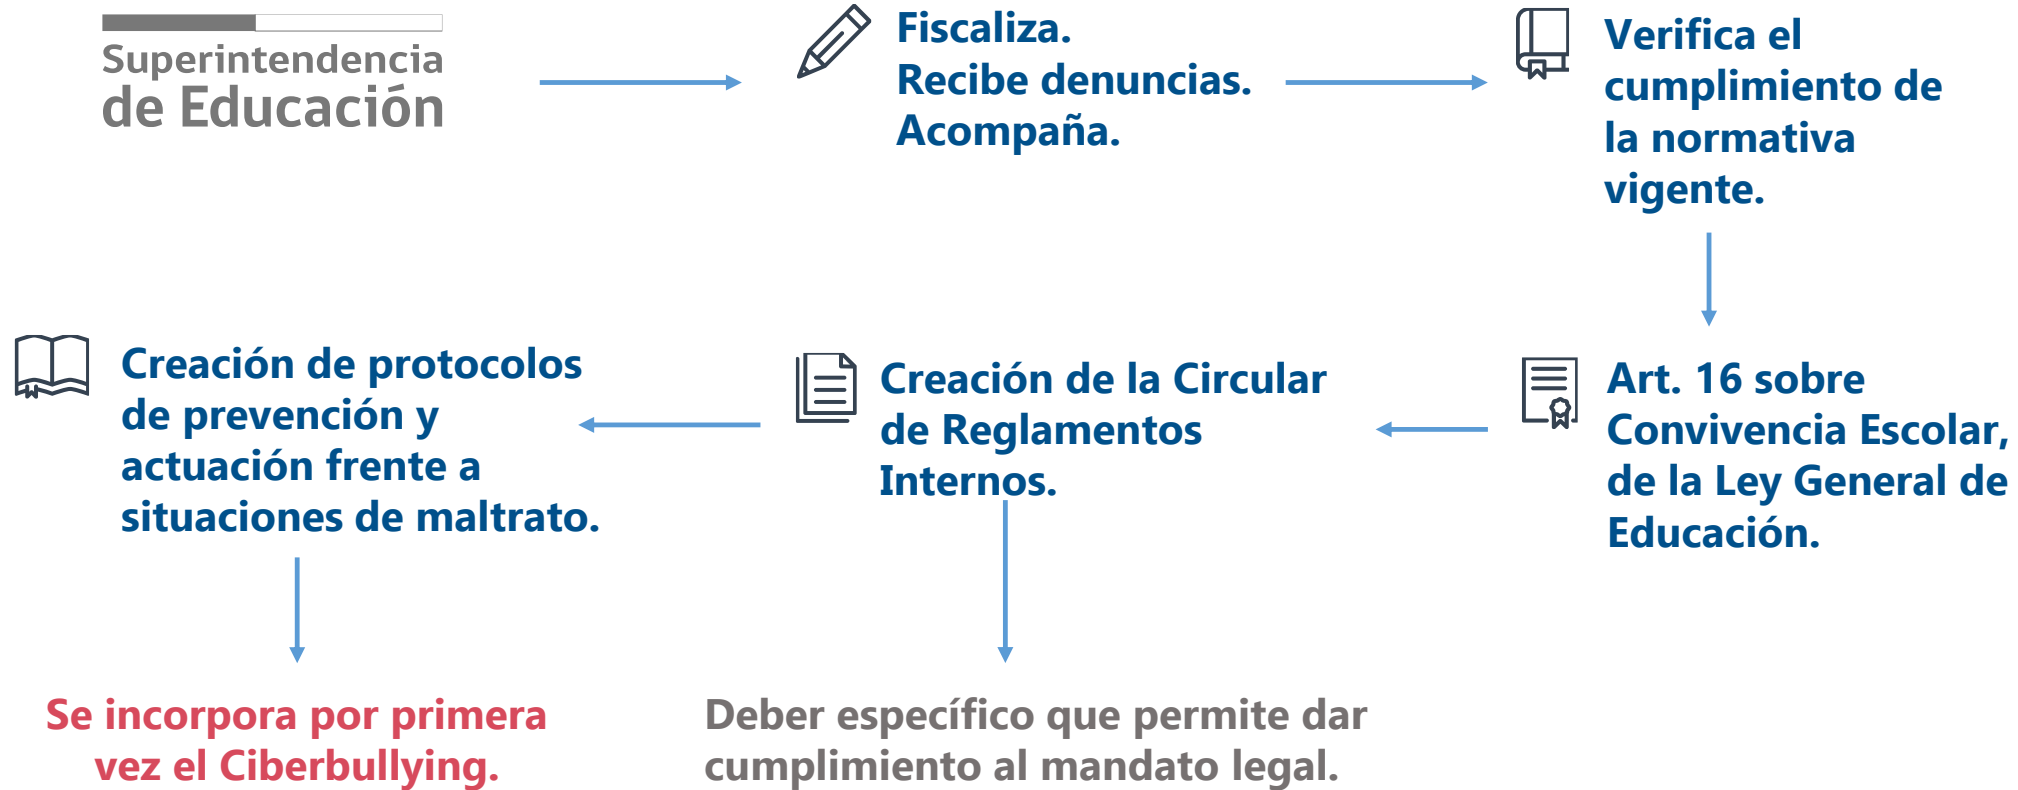 Superintendencia
de Educación
Fiscaliza.
Recibe denuncias.
Acompaña.
Verifica el
cumplimiento de
la normativa
vigente.
Art. 16 sobre
Convivencia Escolar,
de la Ley General de
Educación.
Creación de la Circular
de Reglamentos
Internos.
Creación de protocolos
de prevención y
actuación frente a
situaciones de maltrato.
Se incorpora por primera
vez el Ciberbullying.
Deber específico que permite dar
cumplimiento al mandato legal.